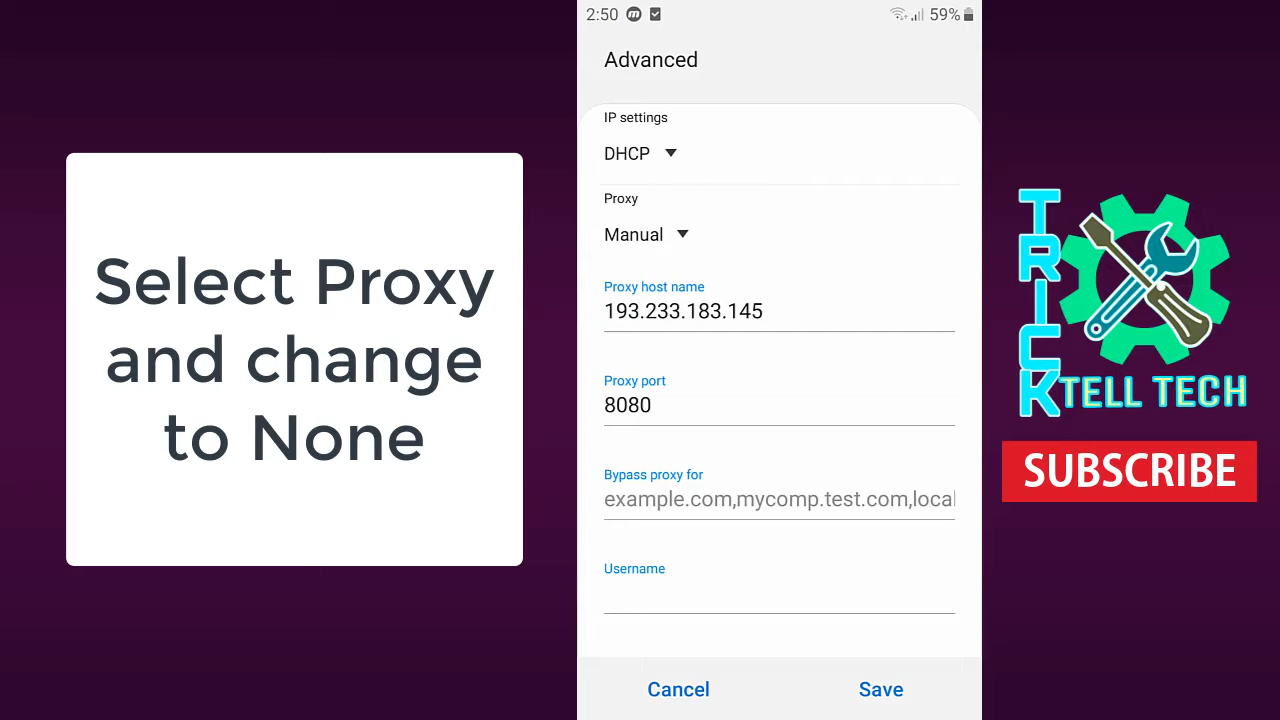 Select Proxy
and change
to None
2:50
59%
Advanced
IP settings
DHCP
Proxy
Manual
Proxy host name
193.233.183.145
Proxy port
8080
Bypass proxy for
example.com,mycomp.test.com,local
Username
Cancel
Save
TRICK
TELL TECH
SUBSCRIBE